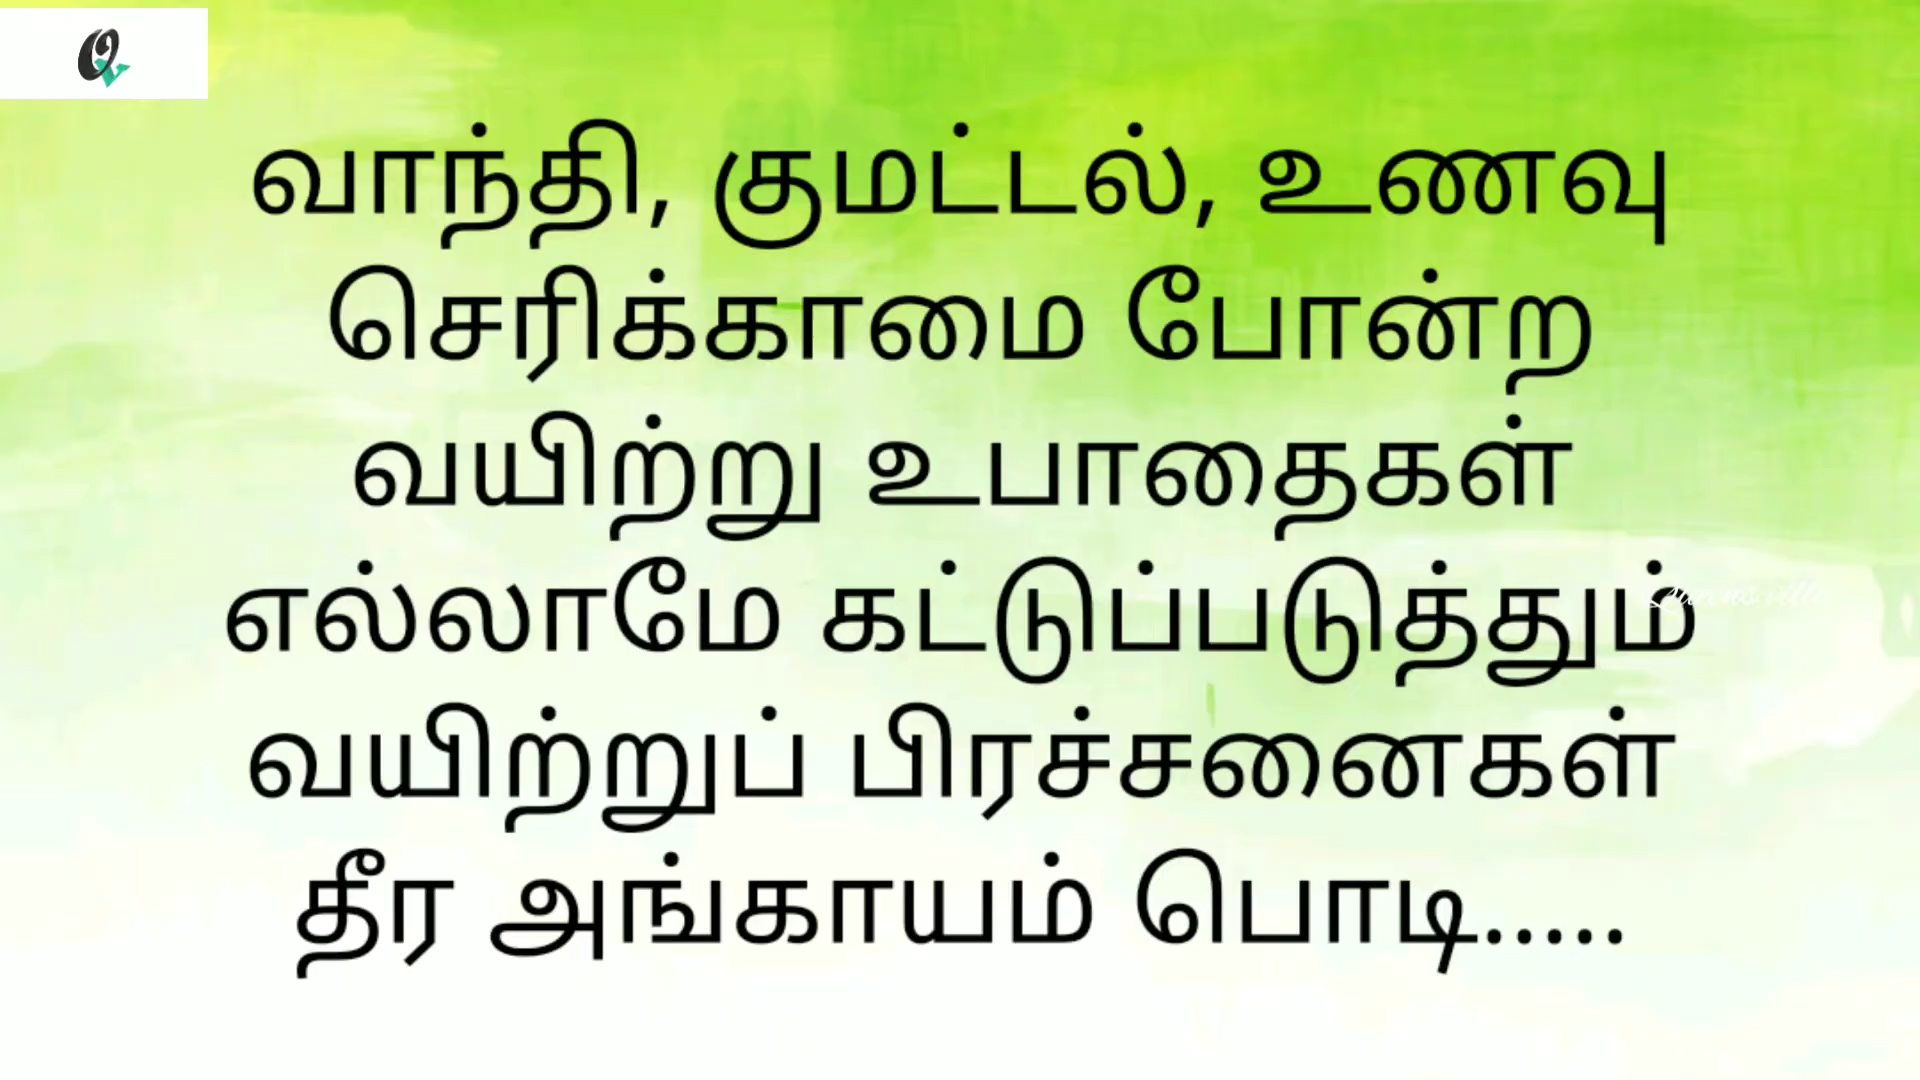 வாந்தி, குமட்டல், உணவு
செரிக்காமை போன்ற
வயிற்று உபாதைகள்
எல்லாமே கட்டுப்படுத்தும்
வயிற்றுப் பிரச்சனைகள்
தீர அங்காயம் பொடி.....